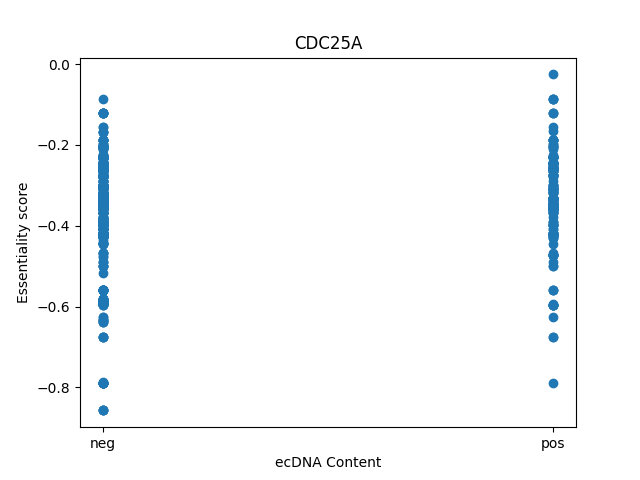 CDC25A
0.0
−0.2
−0.4
−0.6
−0.8
Essentiality score
neg
pos
ecDNA Content